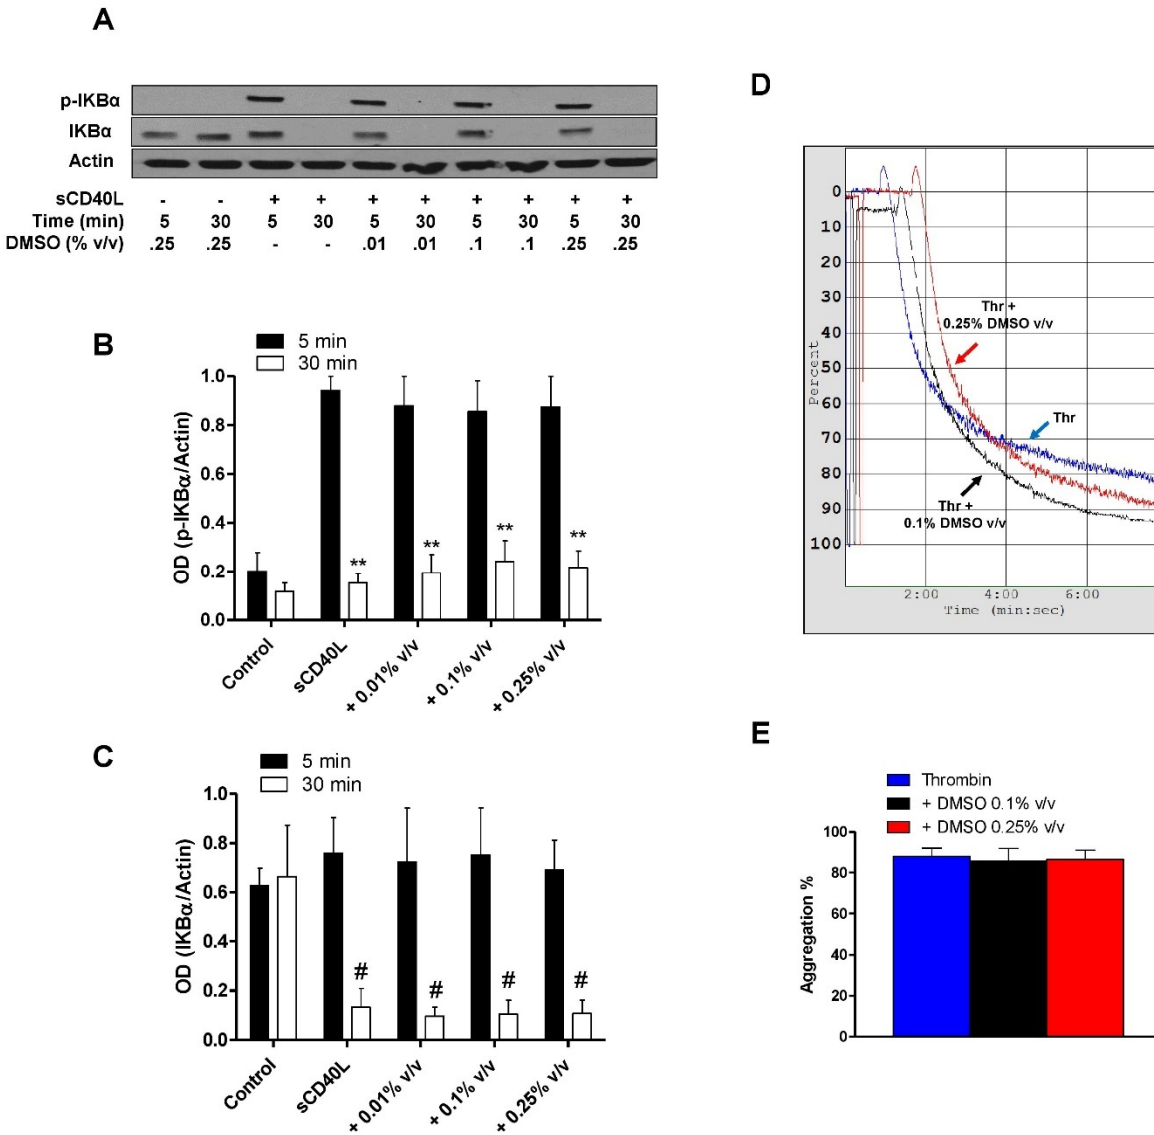 A
p-IKBα
IKBα
Actin
sCD40L - - + + + + + + + +
Time (min) 5 30 5 30 5 30 5 30 5 30
DMSO (% v/v) .25 .25 - - .01 .01 .1 .1 .25 .25
B
5 min
30 min
OD (p-IKBα/Actin)
1.0
0.8
0.6
0.4
0.2
0.0
** ** ** **
Control sCD40L + 0.01% v/v + 0.1% v/v + 0.25% v/v
C
5 min
30 min
OD (IKBα/Actin)
1.0
0.8
0.6
0.4
0.2
0.0
# # # #
Control sCD40L + 0.01% v/v + 0.1% v/v + 0.25% v/v
D
Percent
0
10
20
30
40
50
60
70
80
90
100
Thr +
0.25% DMSO v/v
Thr
Thr +
0.1% DMSO v/v
2:00 4:00 6:00
Time (min:sec)
E
Thrombin
+ DMSO 0.1% v/v
+ DMSO 0.25% v/v
Aggregation %
100
80
60
40
20
0